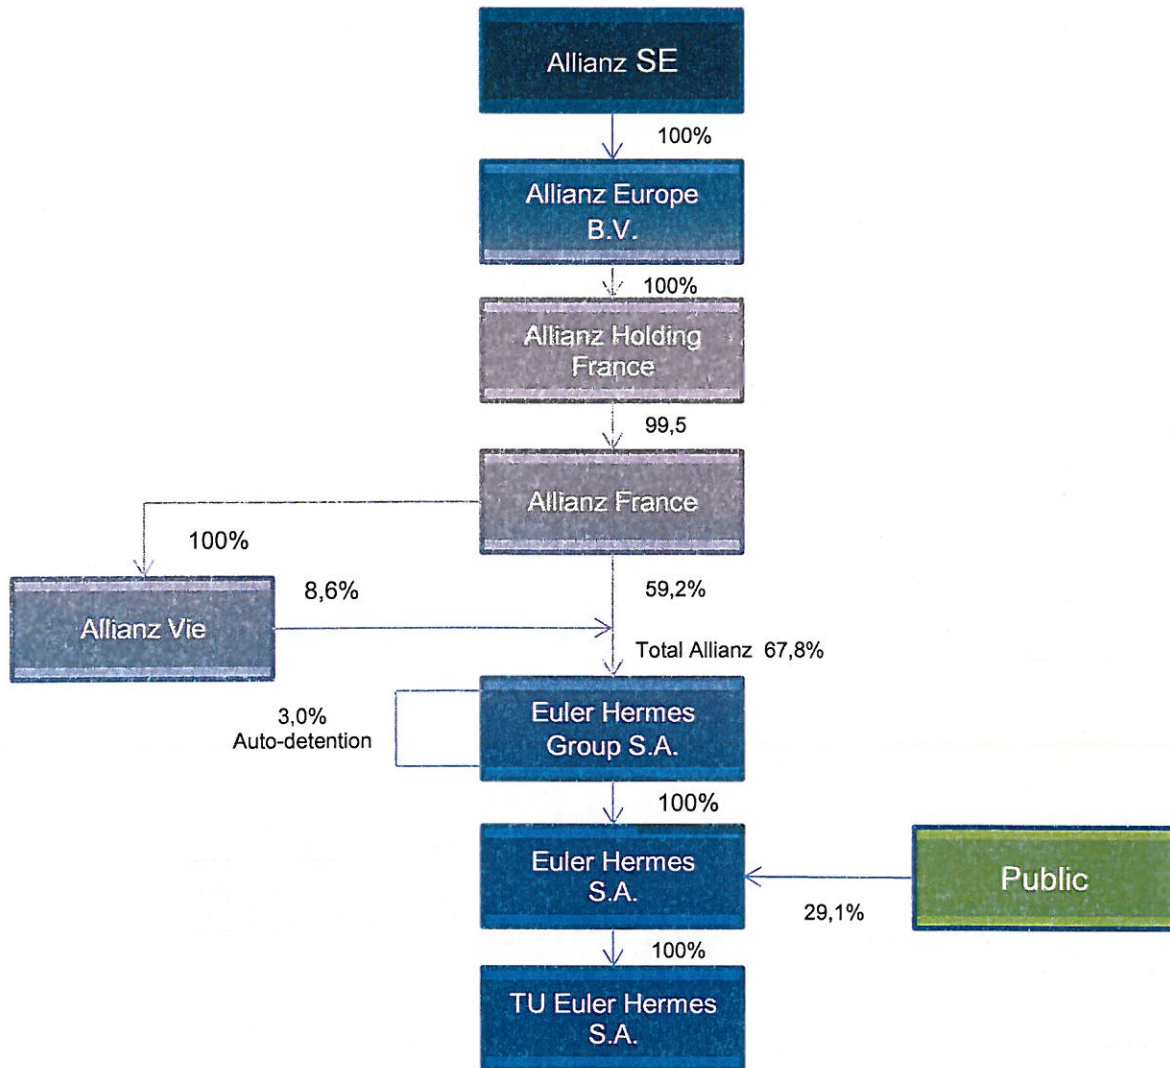 Allianz SE
100%
Allianz Europe
B.V.
100%
Allianz Holding
France
99,5
Allianz France
100%
8,6%
59,2%
Allianz Vie
Total Allianz 67,8%
3,0%
Auto-detention
Euler Hermes
Group S.A.
100%
Euler Hermes
S.A.
Public
29,1%
100%
TU Euler Hermes
S.A.